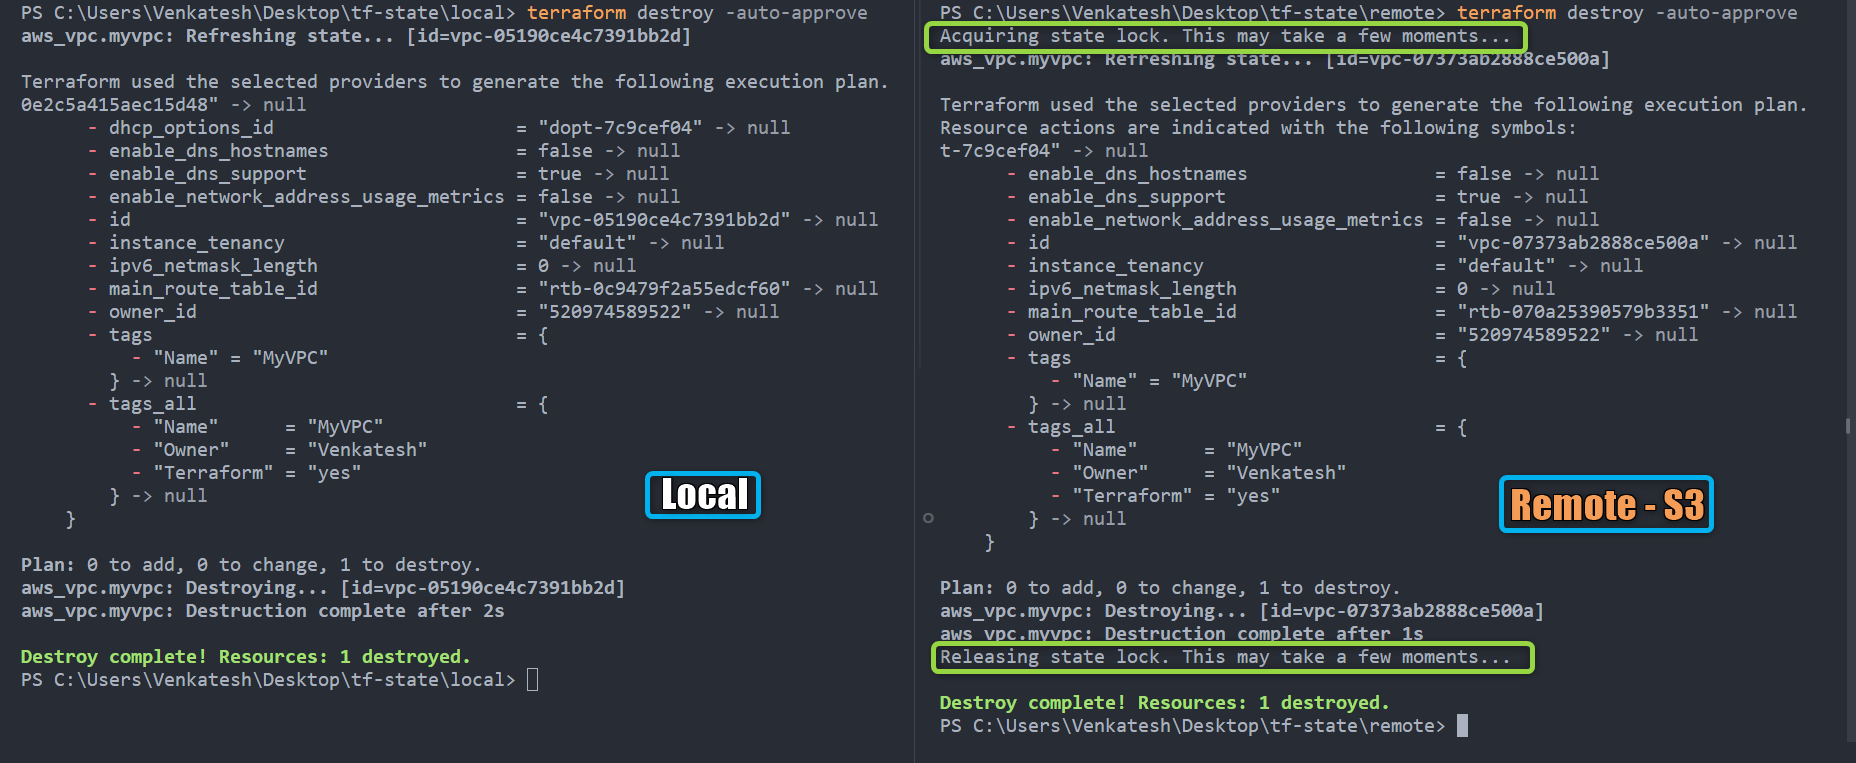 PS C:\Users\Venkatesh\Desktop\tf-state\local> terraform destroy -auto-approve
aws_vpc.myvpc: Refreshing state... [id=vpc-05190ce4c7391bb2d]
Terraform used the selected providers to generate the following execution plan.
0e2c5a415aec15d48" -> null
- dhcp_options_id = "dopt-7c9cef04" -> null
- enable_dns_hostnames = false -> null
- enable_dns_support = true -> null
- enable_network_address_usage_metrics = false -> null
- id = "vpc-05190ce4c7391bb2d" -> null
- instance_tenancy = "default" -> null
- ipv6_netmask_length = 0 -> null
- main_route_table_id = "rtb-0c9479f2a55edcf60" -> null
- owner_id = "520974589522" -> null
- tags = {
- "Name" = "MyVPC"
} -> null
- tags_all = {
- "Name" = "MyVPC"
- "Owner" = "Venkatesh"
- "Terraform" = "yes"
} -> null
}
Local
Plan: 0 to add, 0 to change, 1 to destroy.
aws_vpc.myvpc: Destroying... [id=vpc-05190ce4c7391bb2d]
aws_vpc.myvpc: Destruction complete after 2s
Destroy complete! Resources: 1 destroyed.
PS C:\Users\Venkatesh\Desktop\tf-state\local>
PS C:\Users\Venkatesh\Desktop\tf-state\remote> terraform destroy -auto-approve
Acquiring state lock. This may take a few moments...
aws_vpc.myvpc: Refreshing state... [id=vpc-07373ab2888ce500a]
Terraform used the selected providers to generate the following execution plan.
Resource actions are indicated with the following symbols:
t-7c9cef04" -> null
- enable_dns_hostnames = false -> null
- enable_dns_support = true -> null
- enable_network_address_usage_metrics = false -> null
- id = "vpc-07373ab2888ce500a" -> null
- instance_tenancy = "default" -> null
- ipv6_netmask_length = 0 -> null
- main_route_table_id = "rtb-070a25390579b3351" -> null
- owner_id = "520974589522" -> null
- tags = {
- "Name" = "MyVPC"
} -> null
- tags_all = {
- "Name" = "MyVPC"
- "Owner" = "Venkatesh"
- "Terraform" = "yes"
} -> null
}
Remote - S3
Plan: 0 to add, 0 to change, 1 to destroy.
aws_vpc.myvpc: Destroying... [id=vpc-07373ab2888ce500a]
aws_vpc.myvpc: Destruction complete after 1s
Releasing state lock. This may take a few moments...
Destroy complete! Resources: 1 destroyed.
PS C:\Users\Venkatesh\Desktop\tf-state\remote>